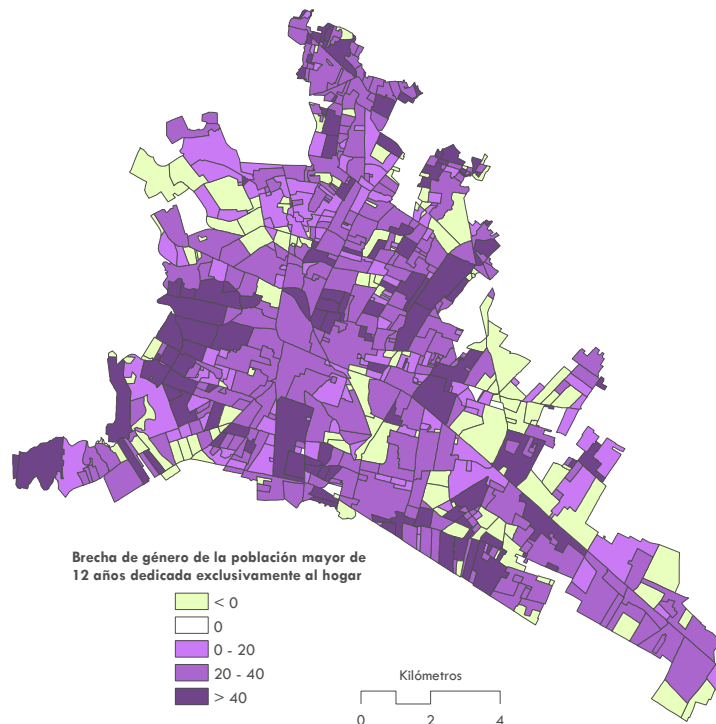 Brecha de género de la población mayor de
12 años dedicada exclusivamente al hogar
< 0
0
0 - 20
20 - 40
> 40
Kilómetros
0 2 4